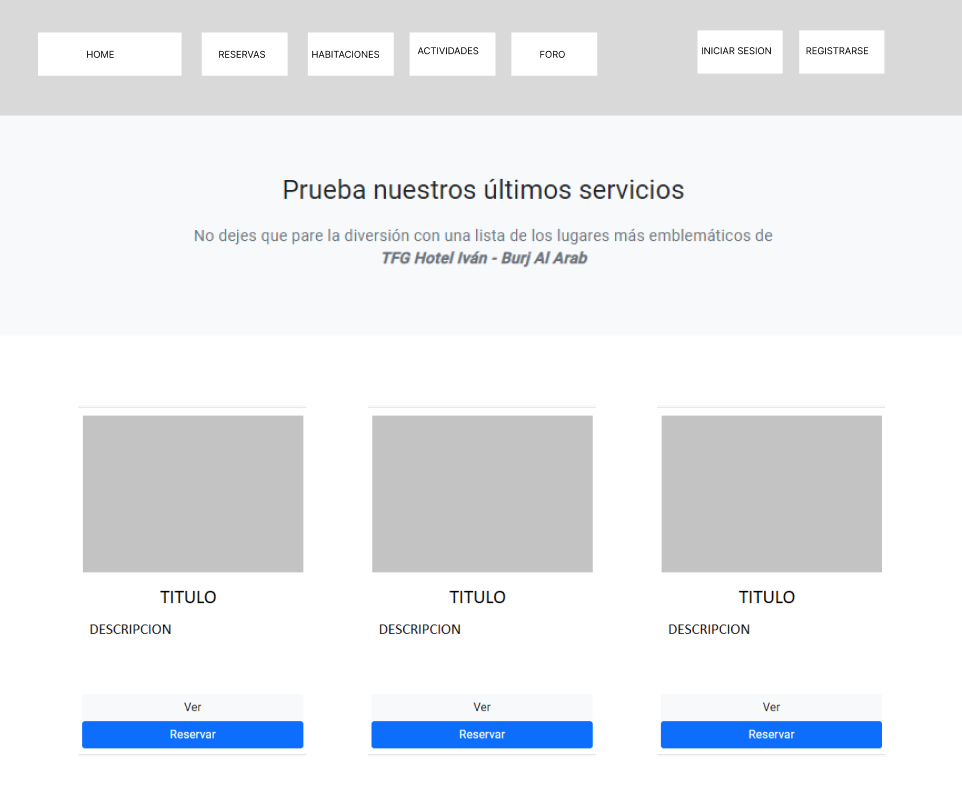 HOME RESERVAS HABITACIONES ACTIVIDADES FORO INICIAR SESION REGISTRARSE
Prueba nuestros últimos servicios
No dejes que pare la diversión con una lista de los lugares más emblemáticos de
TFG Hotel Iván - Burj Al Arab
TITULO
DESCRIPCION
Ver
Reservar
TITULO
DESCRIPCION
Ver
Reservar
TITULO
DESCRIPCION
Ver
Reservar